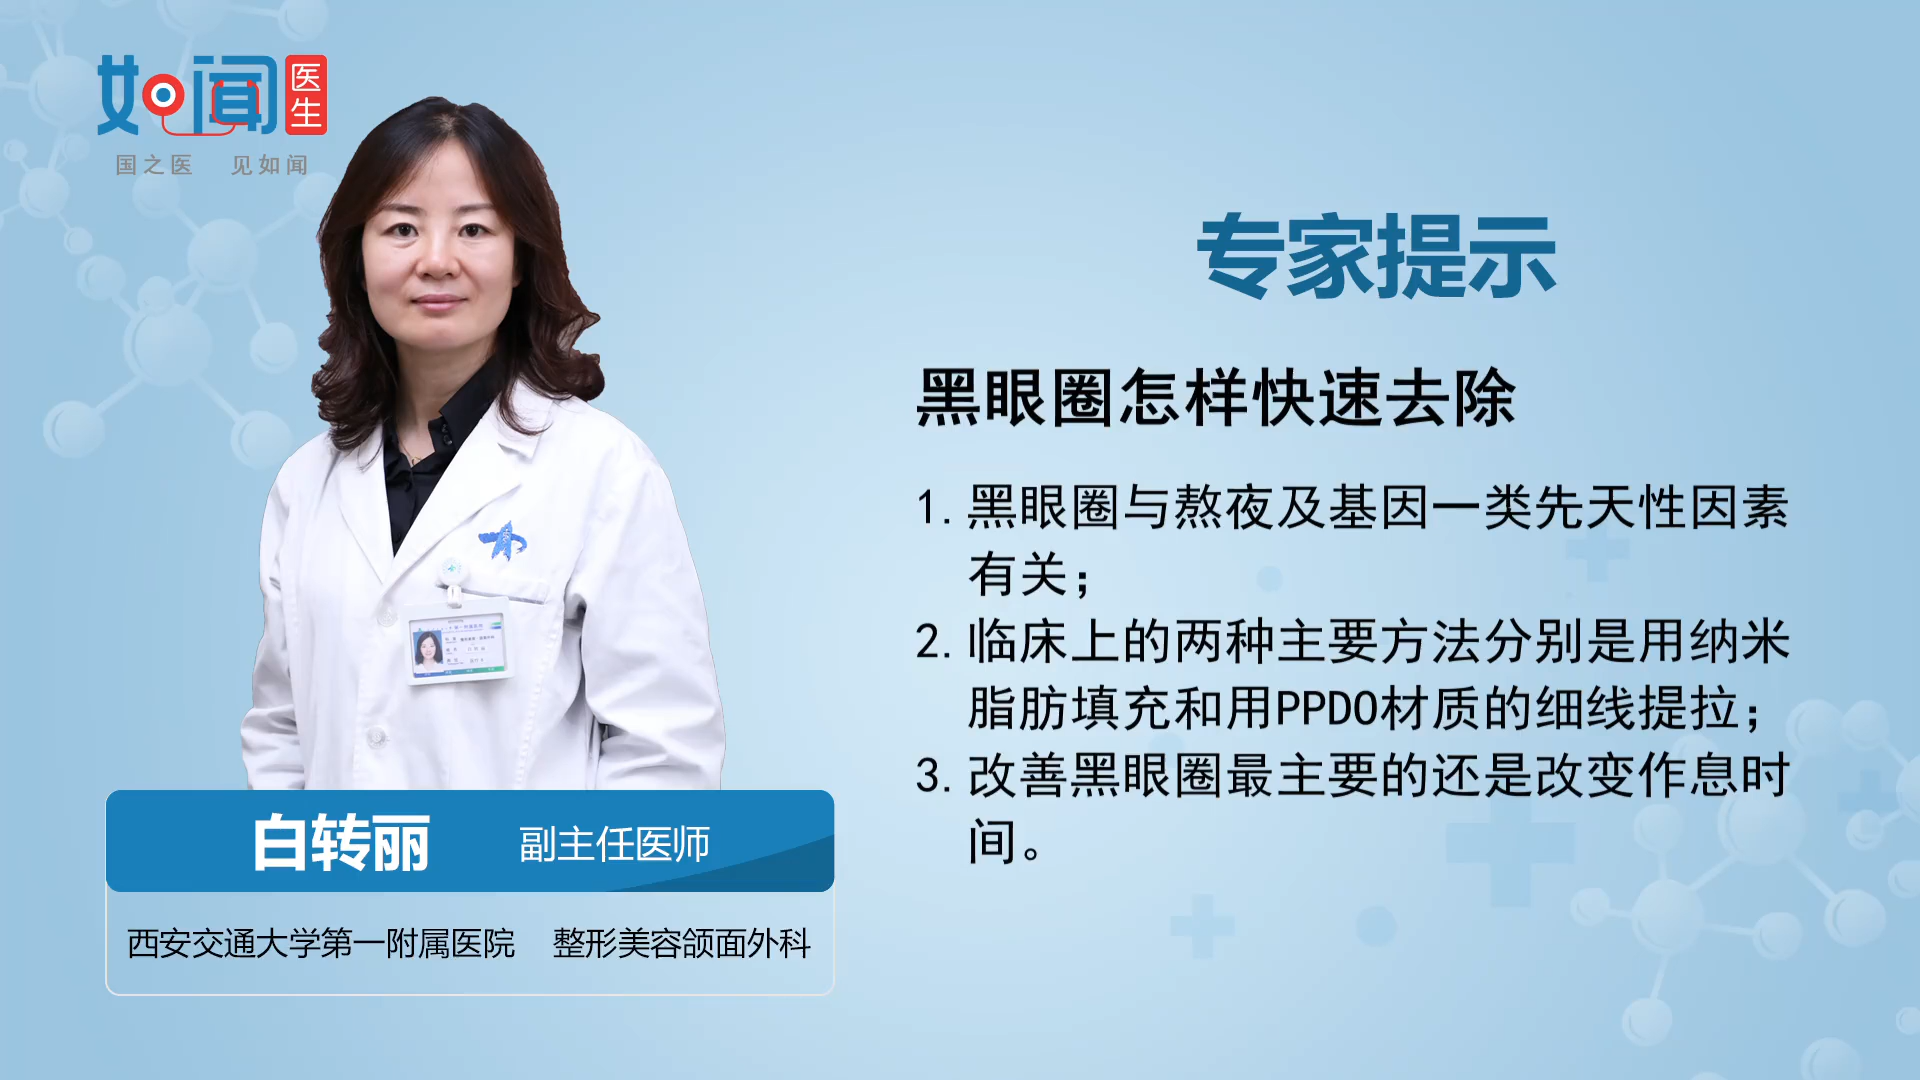 如闻医生
国之医 见如闻
专家提示
黑眼圈怎样快速去除
1.黑眼圈与熬夜及基因一类先天性因素
有关；
2.临床上的两种主要方法分别是用纳米
脂肪填充和用PPDO材质的细线提拉；
3.改善黑眼圈最主要的还是改变作息时
间。
白转丽 副主任医师
西安交通大学第一附属医院 整形美容颌面外科